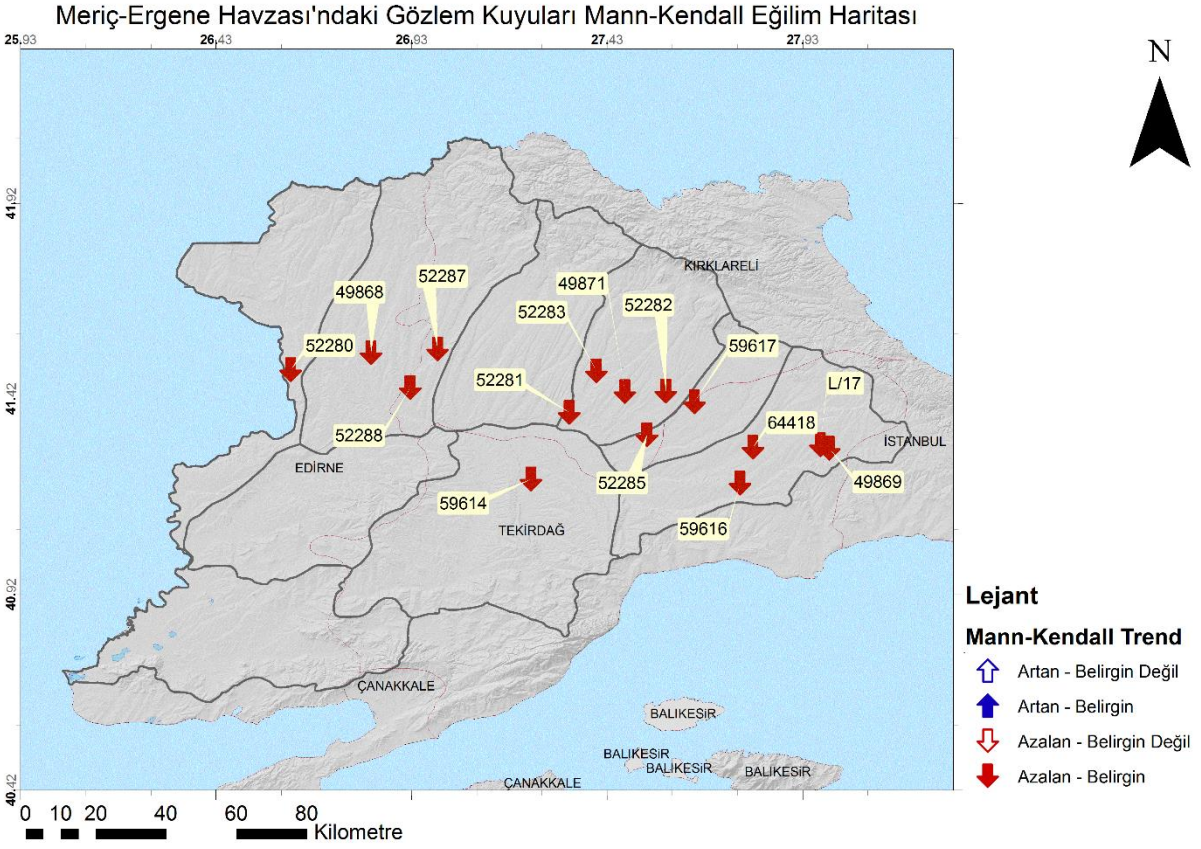 Meriç-Ergene Havzası'ndaki Gözlem Kuyuları Mann-Kendall Eğilim Haritası
25.93 26.43 26.93 27.43 27.93
N
41.92
41.42
40.92
40.42
KIRKLARELİ
52287
49871
49868
52282
52283
59617
52280
52281
L/17
64418
52288
İSTANBUL
EDİRNE
52285
49869
59614
59616
TEKİRDAĞ
ÇANAKKALE
BALIKESİR
BALIKESİR
BALIKESİR
BALIKESİR
ÇANAKKALE
Lejant
Mann-Kendall Trend
Artan - Belirgin Değil
Artan - Belirgin
Azalan - Belirgin Değil
Azalan - Belirgin
0 10 20 40 60 80
Kilometre